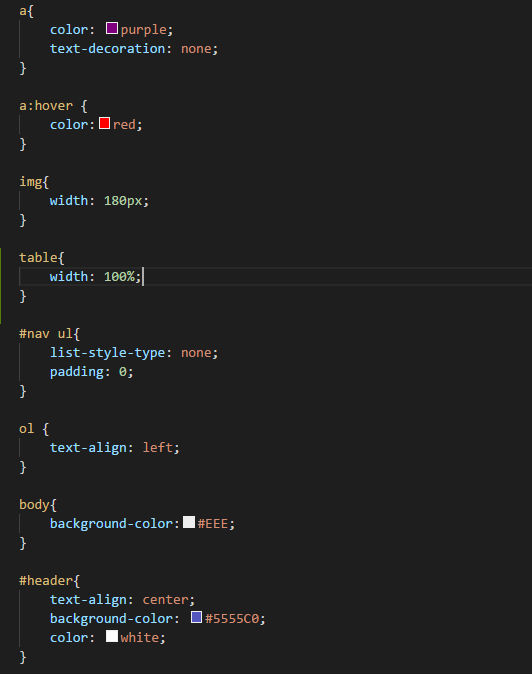 a{
    color: purple;
    text-decoration: none;
}

a:hover {
    color: red;
}

img{
    width: 180px;
}

table{
    width: 100%;
}

#nav ul{
    list-style-type: none;
    padding: 0;
}

ol {
    text-align: left;
}

body{
    background-color: #EEE;
}

#header{
    text-align: center;
    background-color: #5555C0;
    color: white;
}